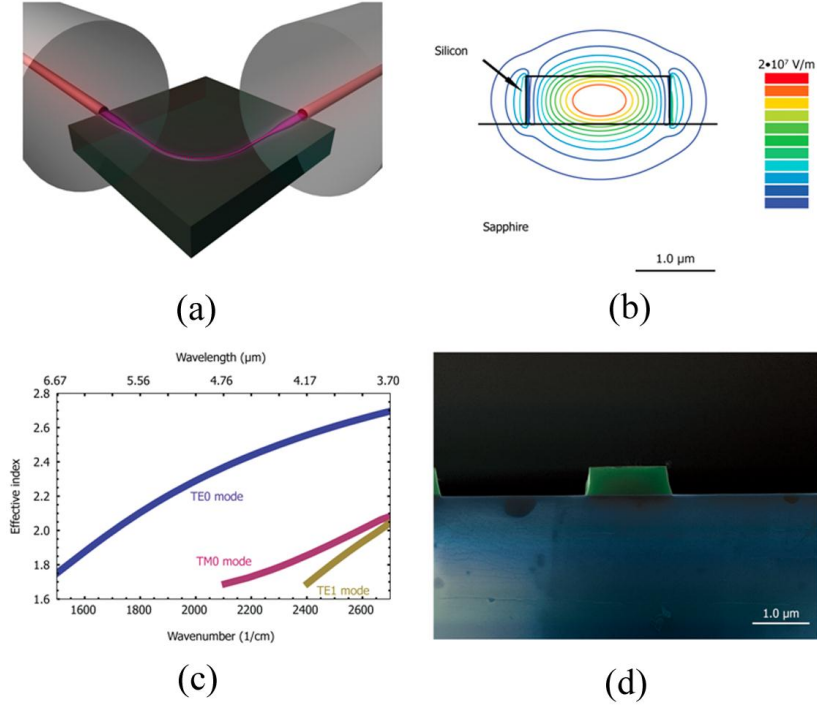 Silicon
2•10⁷ V/m
Sapphire
1.0 µm
(a)
(b)
Wavelength (µm)
6.67 5.56 4.76 4.17 3.70
2.8
2.6
2.4
2.2
2.0
1.8
1.6
Effective index
TE0 mode
TM0 mode
TE1 mode
1600 1800 2000 2200 2400 2600
Wavenumber (1/cm)
1.0 µm
(c)
(d)